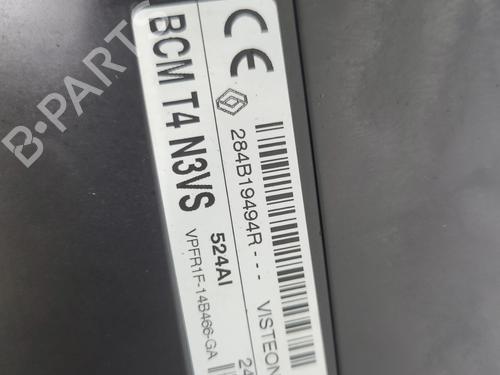 B-PARTS
CE
284B19494R---
VISTEON
BCM T4 N3VS
524AI
VPFR1F-14B466-GA